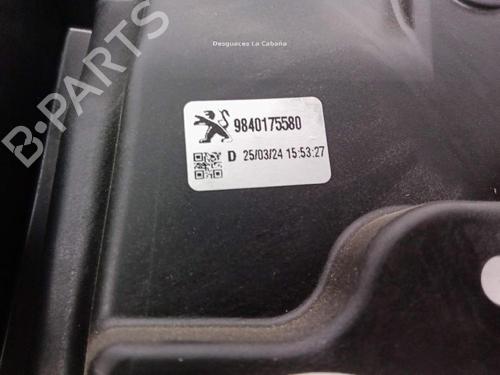 Desguaces La Cabaña
B-PARTS
9840175580
D 25/03/24 15:53:27